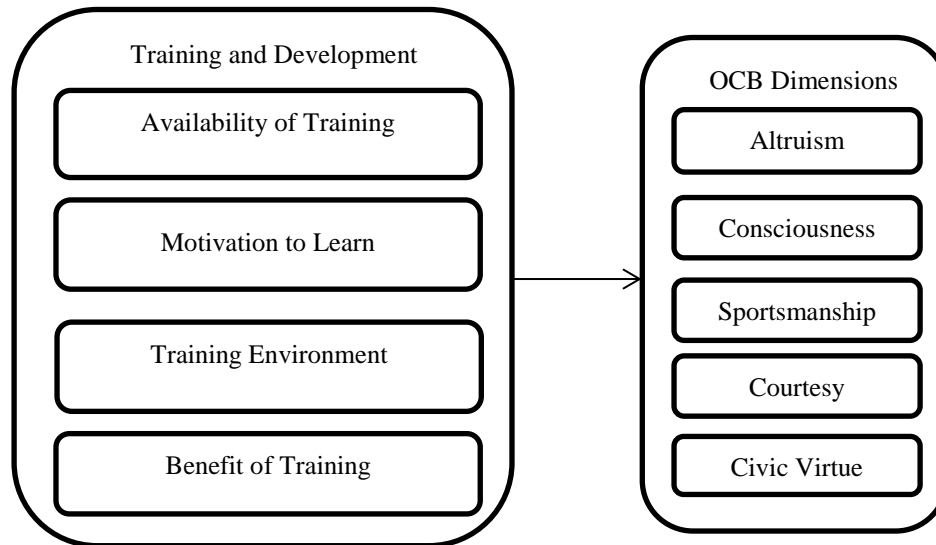 Training and Development
Availability of Training
Motivation to Learn
Training Environment
Benefit of Training
OCB Dimensions
Altruism
Consciousness
Sportsmanship
Courtesy
Civic Virtue